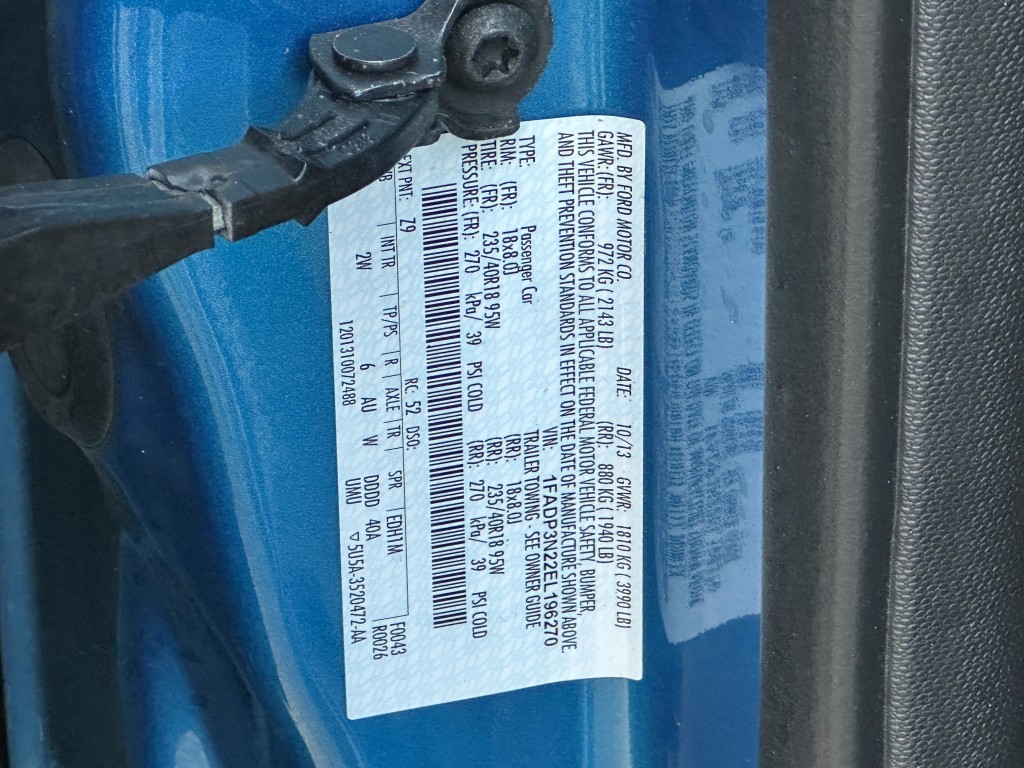 MFD. BY FORD MOTOR CO.
DATE: 10/13 GVWR: 1810 KG ( 3990 LB)
GAWR: (FR): 972 KG ( 2143 LB) (RR): 880 KG ( 1940 LB)
THIS VEHICLE CONFORMS TO ALL APPLICABLE FEDERAL MOTOR VEHICLE SAFETY, BUMPER,
AND THEFT PREVENTION STANDARDS IN EFFECT ON THE DATE OF MANUFACTURE SHOWN ABOVE.
VIN: 1FADP3N22EL196270
TYPE: Passenger Car TRAILER TOWING - SEE OWNER GUIDE
RIM: (FR): 18x8.0J (RR): 18x8.0J
TIRE: (FR): 235/40R18 95W (RR): 235/40R18 95W
PRESSURE: (FR): 270 kPa/ 39 PSI COLD (RR): 270 kPa/ 39 PSI COLD
EXT PNT: Z9 RC: 52 DSO: F0043
| INT TR | TP/PS | R | AXLE | TR | SPR | EDH1M R0026
2W 6 AU W DDDD 40A
1201310072488 UMU ▽5U5A-3520472-AA